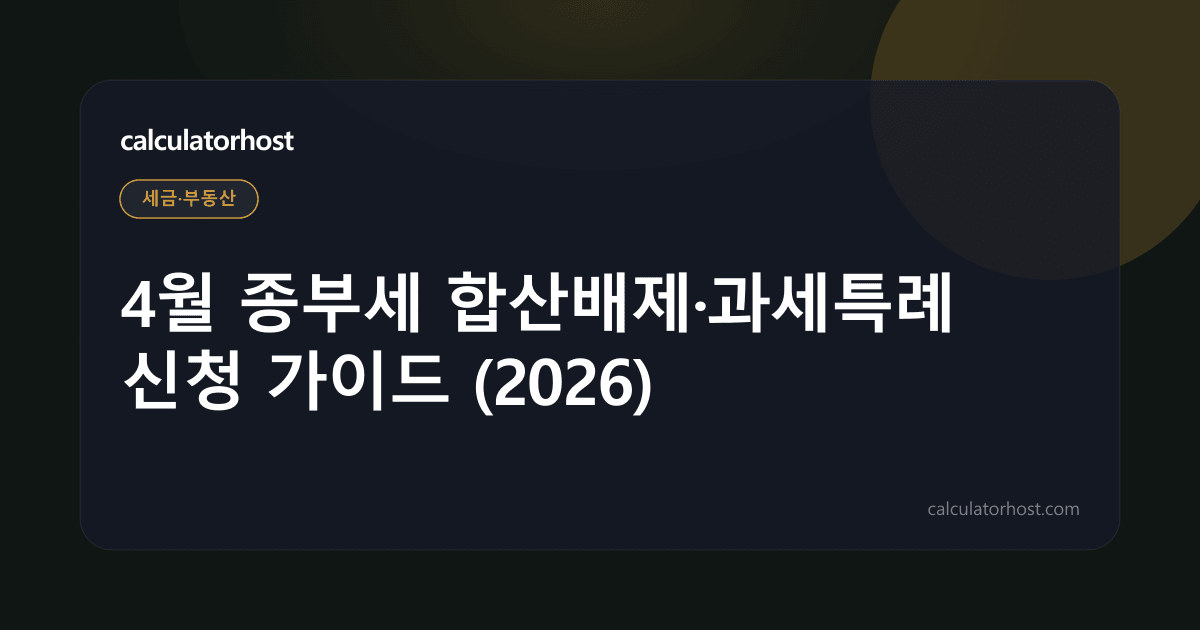 calculatorhost
세금·부동산
4월 종부세 합산배제·과세특례
신청 가이드 (2026)
calculatorhost.com